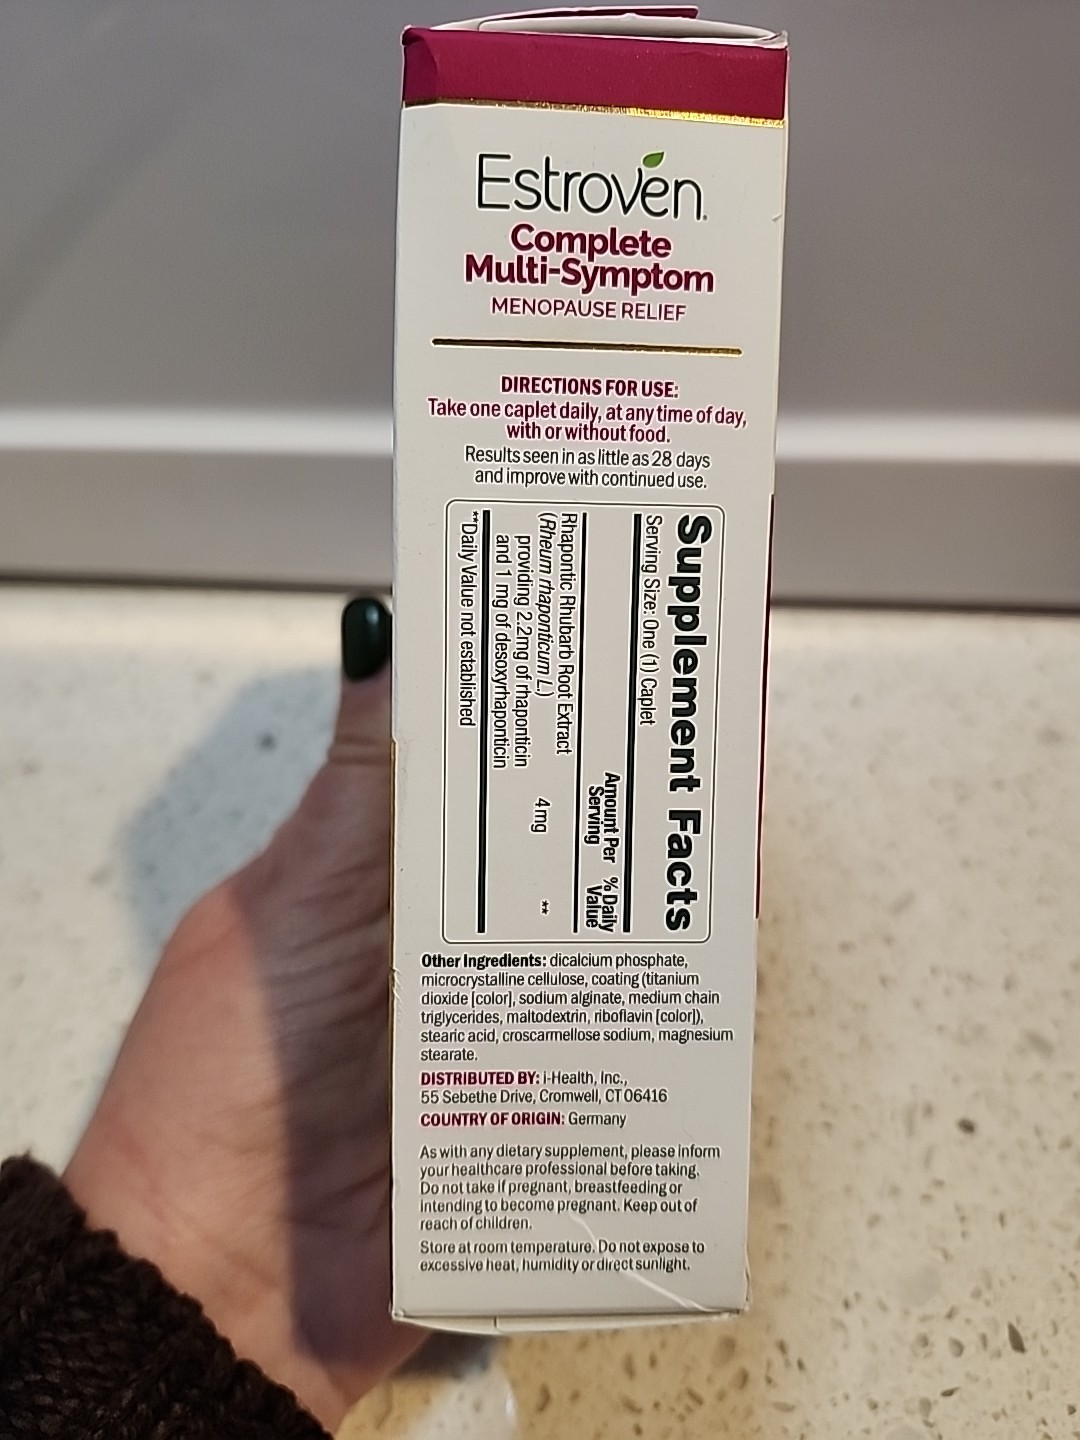 Estroven.
Complete
Multi-Symptom
MENOPAUSE RELIEF
DIRECTIONS FOR USE:
Take one caplet daily, at any time of day,
with or without food.
Results seen in as little as 28 days
and improve with continued use.
Supplement Facts
Serving Size: One (1) Caplet
Amount Per Serving % Daily Value
Rhapontic Rhubarb Root Extract
(Rheum rhaponticum L.) 4mg **
providing 2.2mg of rhaponticin
and 1 mg of desoxyrhaponticin
**Daily Value not established
Other Ingredients: dicalcium phosphate,
microcrystalline cellulose, coating (titanium
dioxide [color], sodium alginate, medium chain
triglycerides, maltodextrin, riboflavin [color]),
stearic acid, croscarmellose sodium, magnesium
stearate.
DISTRIBUTED BY: i-Health, Inc.,
55 Sebethe Drive, Cromwell, CT 06416
COUNTRY OF ORIGIN: Germany
As with any dietary supplement, please inform
your healthcare professional before taking.
Do not take if pregnant, breastfeeding or
intending to become pregnant. Keep out of
reach of children.
Store at room temperature. Do not expose to
excessive heat, humidity or direct sunlight.